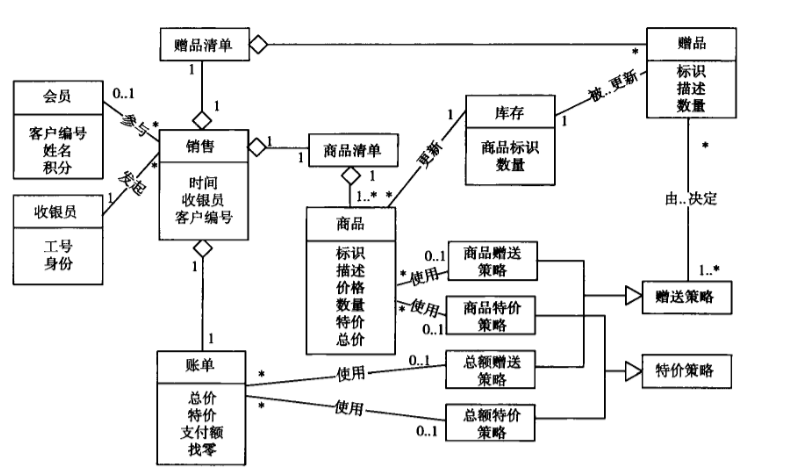 赠品清单
1
*
赠品
标识
描述
数量
会员
客户编号
姓名
积分
0..1
参与
*
1
销售
时间
收银员
客户编号
1
1
商品清单
1
1..*
*
更新
1
库存
商品标识
数量
1
被..更新
*
由..决定
1..*
发起
*
1
收银员
工号
身份
商品
标识
描述
价格
数量
特价
总价
*
使用
0..1
商品赠送
策略
*
使用
0..1
商品特价
策略
赠送策略
特价策略
1
1
账单
总价
特价
支付额
找零
*
使用
0..1
总额赠送
策略
*
使用
0..1
总额特价
策略